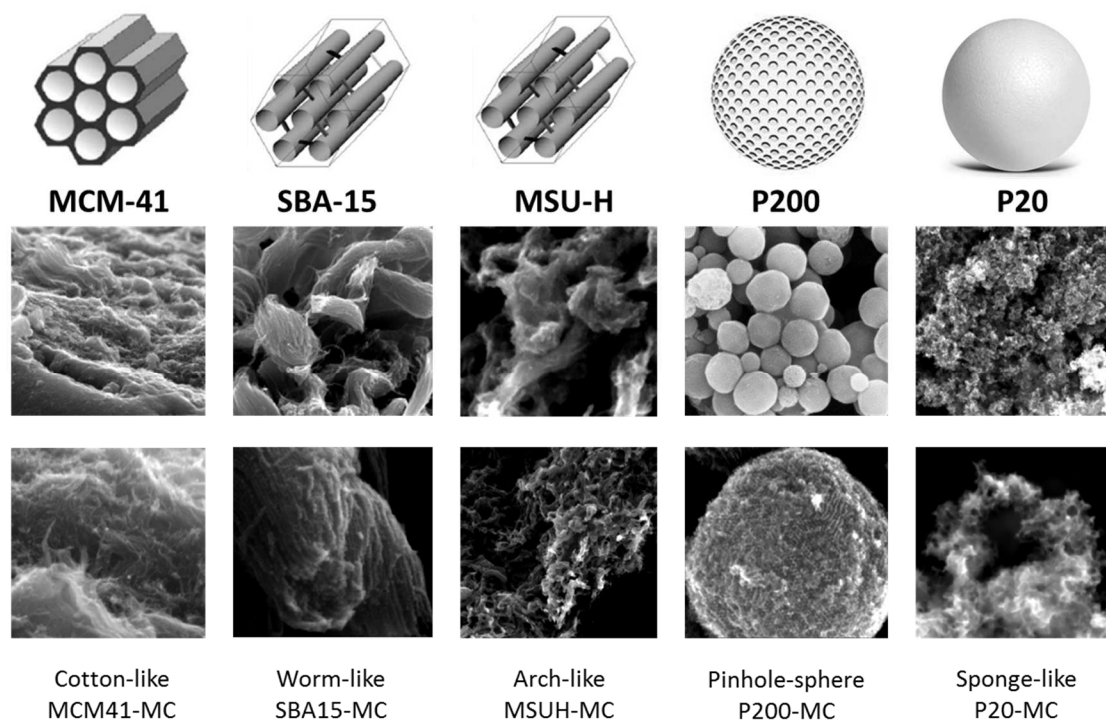 MCM-41
SBA-15
MSU-H
P200
P20
Cotton-like
MCM41-MC
Worm-like
SBA15-MC
Arch-like
MSUH-MC
Pinhole-sphere
P200-MC
Sponge-like
P20-MC